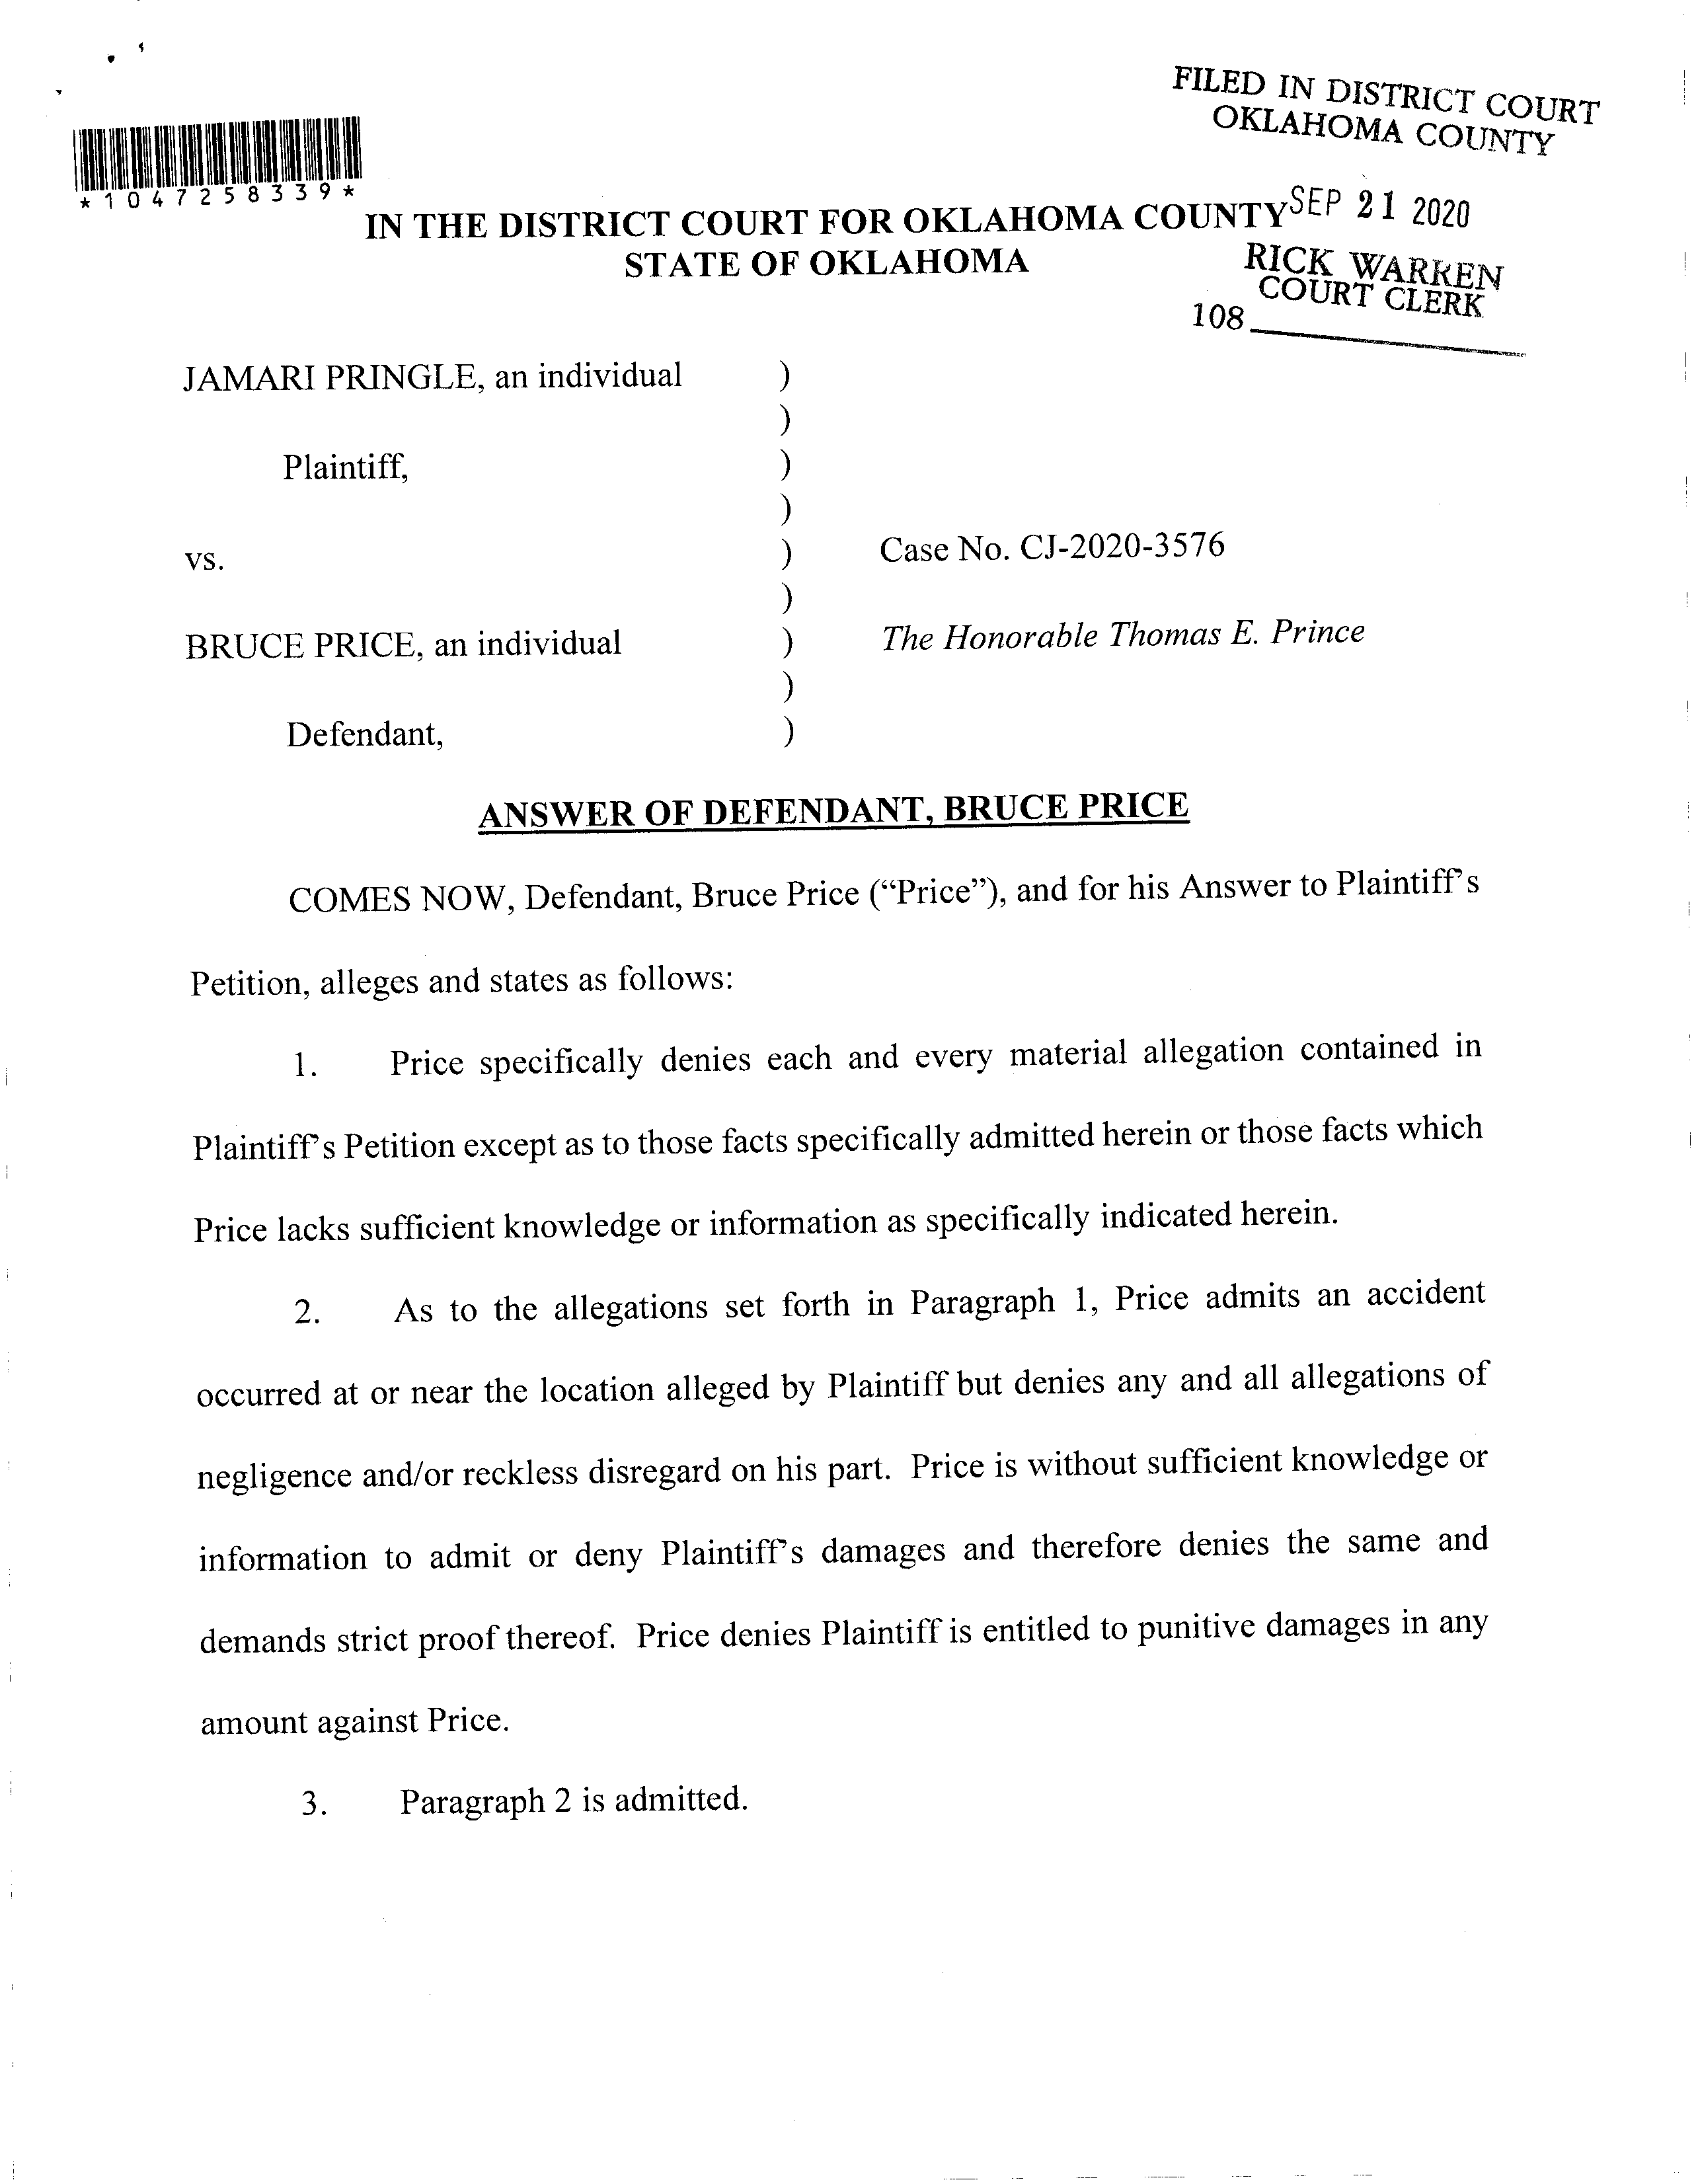 FILED IN DISTRICT COURT
OKLAHOMA COUNTY
*1047258339*
SEP 21 2020
IN THE DISTRICT COURT FOR OKLAHOMA COUNTY
STATE OF OKLAHOMA
RICK WARREN
COURT CLERK
108
JAMARI PRINGLE, an individual )
)
Plaintiff, )
)
vs. ) Case No. CJ-2020-3576
)
BRUCE PRICE, an individual ) The Honorable Thomas E. Prince
)
Defendant, )
ANSWER OF DEFENDANT, BRUCE PRICE
COMES NOW, Defendant, Bruce Price (“Price”), and for his Answer to Plaintiff’s
Petition, alleges and states as follows:
1. Price specifically denies each and every material allegation contained in
Plaintiff’s Petition except as to those facts specifically admitted herein or those facts which
Price lacks sufficient knowledge or information as specifically indicated herein.
2. As to the allegations set forth in Paragraph 1, Price admits an accident
occurred at or near the location alleged by Plaintiff but denies any and all allegations of
negligence and/or reckless disregard on his part. Price is without sufficient knowledge or
information to admit or deny Plaintiff’s damages and therefore denies the same and
demands strict proof thereof. Price denies Plaintiff is entitled to punitive damages in any
amount against Price.
3. Paragraph 2 is admitted.